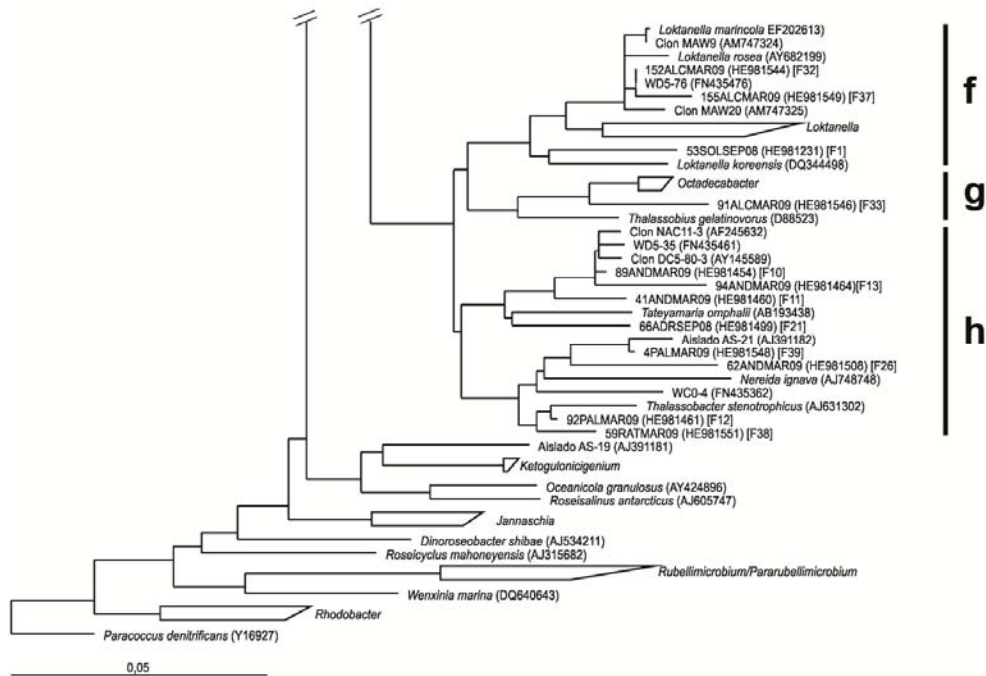 Loktanella marincola EF202613)
Clon MAW9 (AM747324)
Loktanella rosea (AY682199)
152ALCMAR09 (HE981544) [F32]
WD5-76 (FN435476)
155ALCMAR09 (HE981549) [F37]
Clon MAW20 (AM747325)
Loktanella
53SOLSEP08 (HE981231) [F1]
Loktanella koreensis (DQ344498)
f
Octadecabacter
91ALCMAR09 (HE981546) [F33]
Thalassobius gelatinovorus (D88523)
g
Clon NAC11-3 (AF245632)
WD5-35 (FN435461)
Clon DC5-80-3 (AY145589)
89ANDMAR09 (HE981454) [F10]
94ANDMAR09 (HE981464)[F13]
41ANDMAR09 (HE981460) [F11]
Tateyamaria omphalii (AB193438)
66ADRSEP08 (HE981499) [F21]
Aislado AS-21 (AJ391182)
4PALMAR09 (HE981548) [F39]
62ANDMAR09 (HE981508) [F26]
Nereida ignava (AJ748748)
WC0-4 (FN435362)
Thalassobacter stenotrophicus (AJ631302)
92PALMAR09 (HE981461) [F12]
59RATMAR09 (HE981551) [F38]
h
Aislado AS-19 (AJ391181)
Ketogulonicigenium
Oceanicola granulosus (AY424896)
Roseisalinus antarcticus (AJ605747)
Jannaschia
Dinoroseobacter shibae (AJ534211)
Roseicyclus mahoneyensis (AJ315682)
Rubellimicrobium/Pararubellimicrobium
Wenxinia marina (DQ640643)
Rhodobacter
Paracoccus denitrificans (Y16927)
0,05